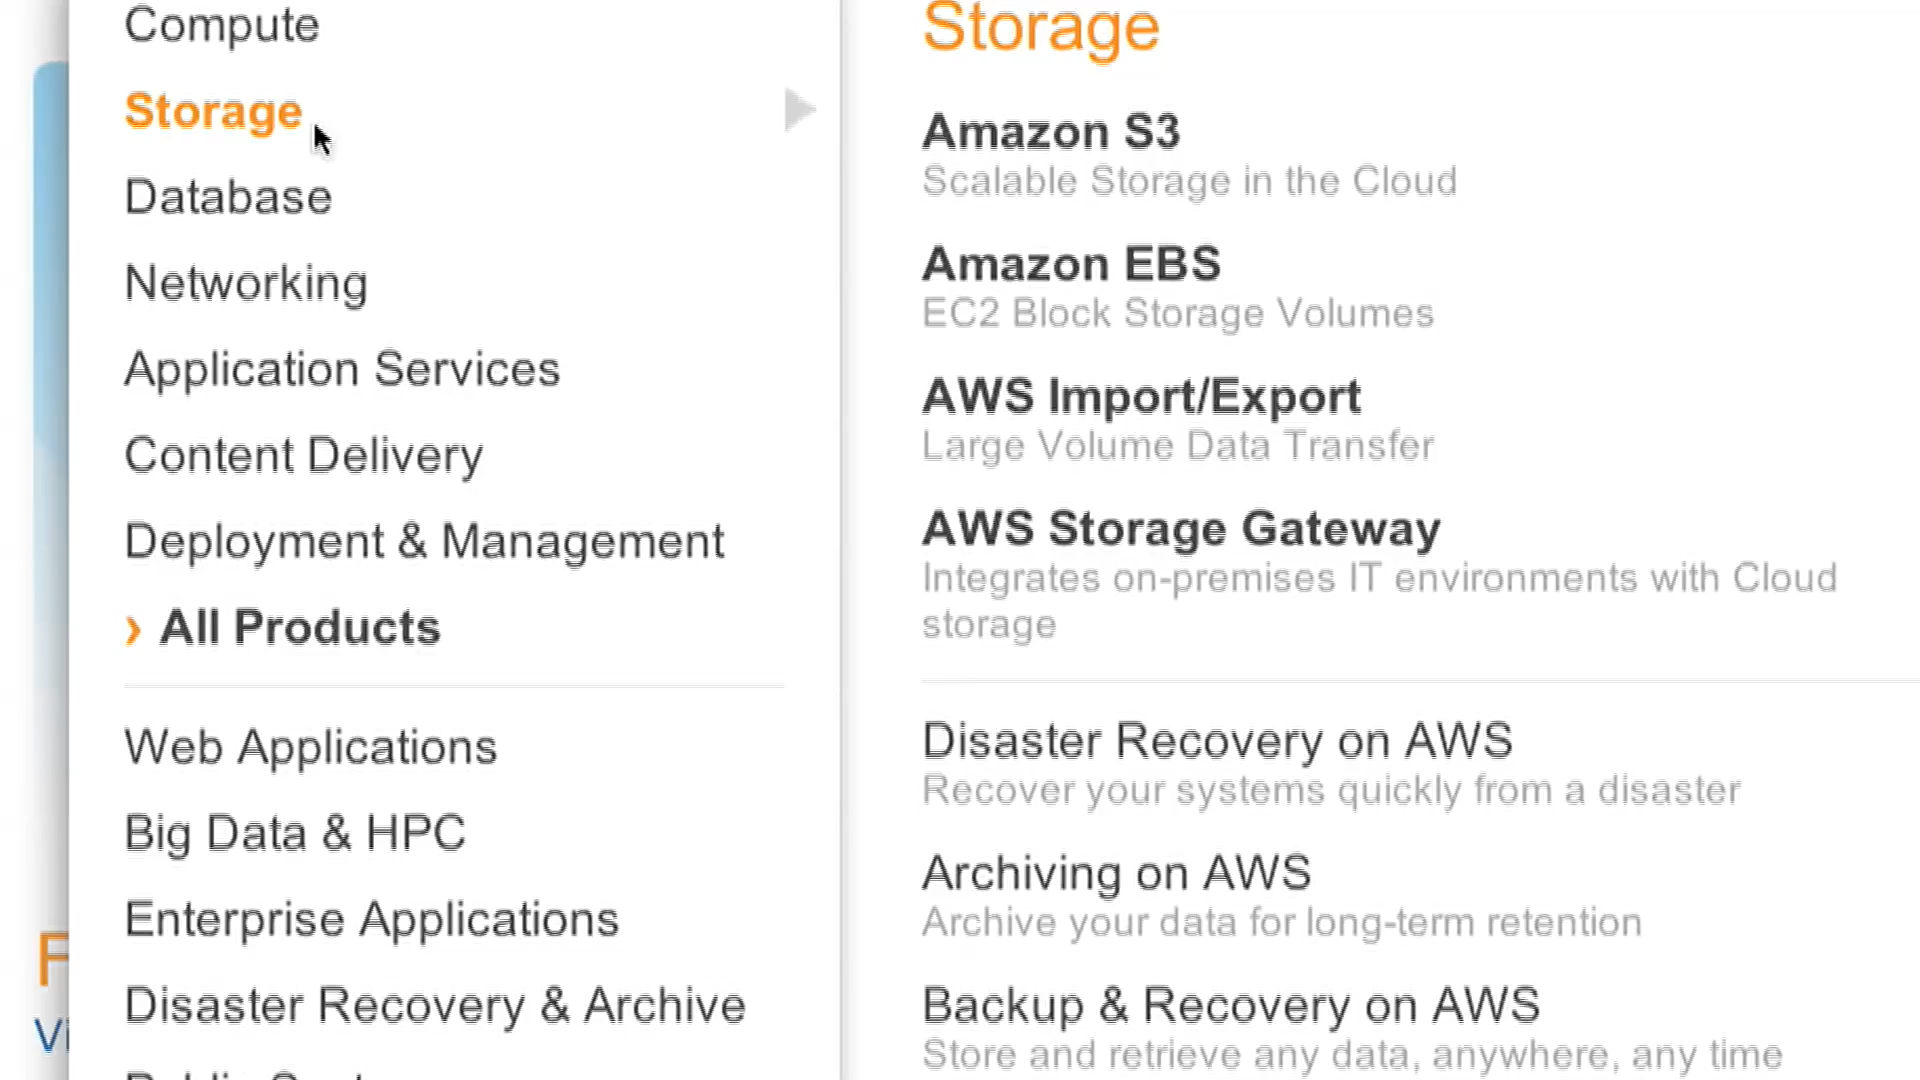 Compute
Storage
Database
Networking
Application Services
Content Delivery
Deployment & Management
› All Products
Web Applications
Big Data & HPC
Enterprise Applications
Disaster Recovery & Archive
Storage
Amazon S3
Scalable Storage in the Cloud
Amazon EBS
EC2 Block Storage Volumes
AWS Import/Export
Large Volume Data Transfer
AWS Storage Gateway
Integrates on-premises IT environments with Cloud
storage
Disaster Recovery on AWS
Recover your systems quickly from a disaster
Archiving on AWS
Archive your data for long-term retention
Backup & Recovery on AWS
Store and retrieve any data, anywhere, any time